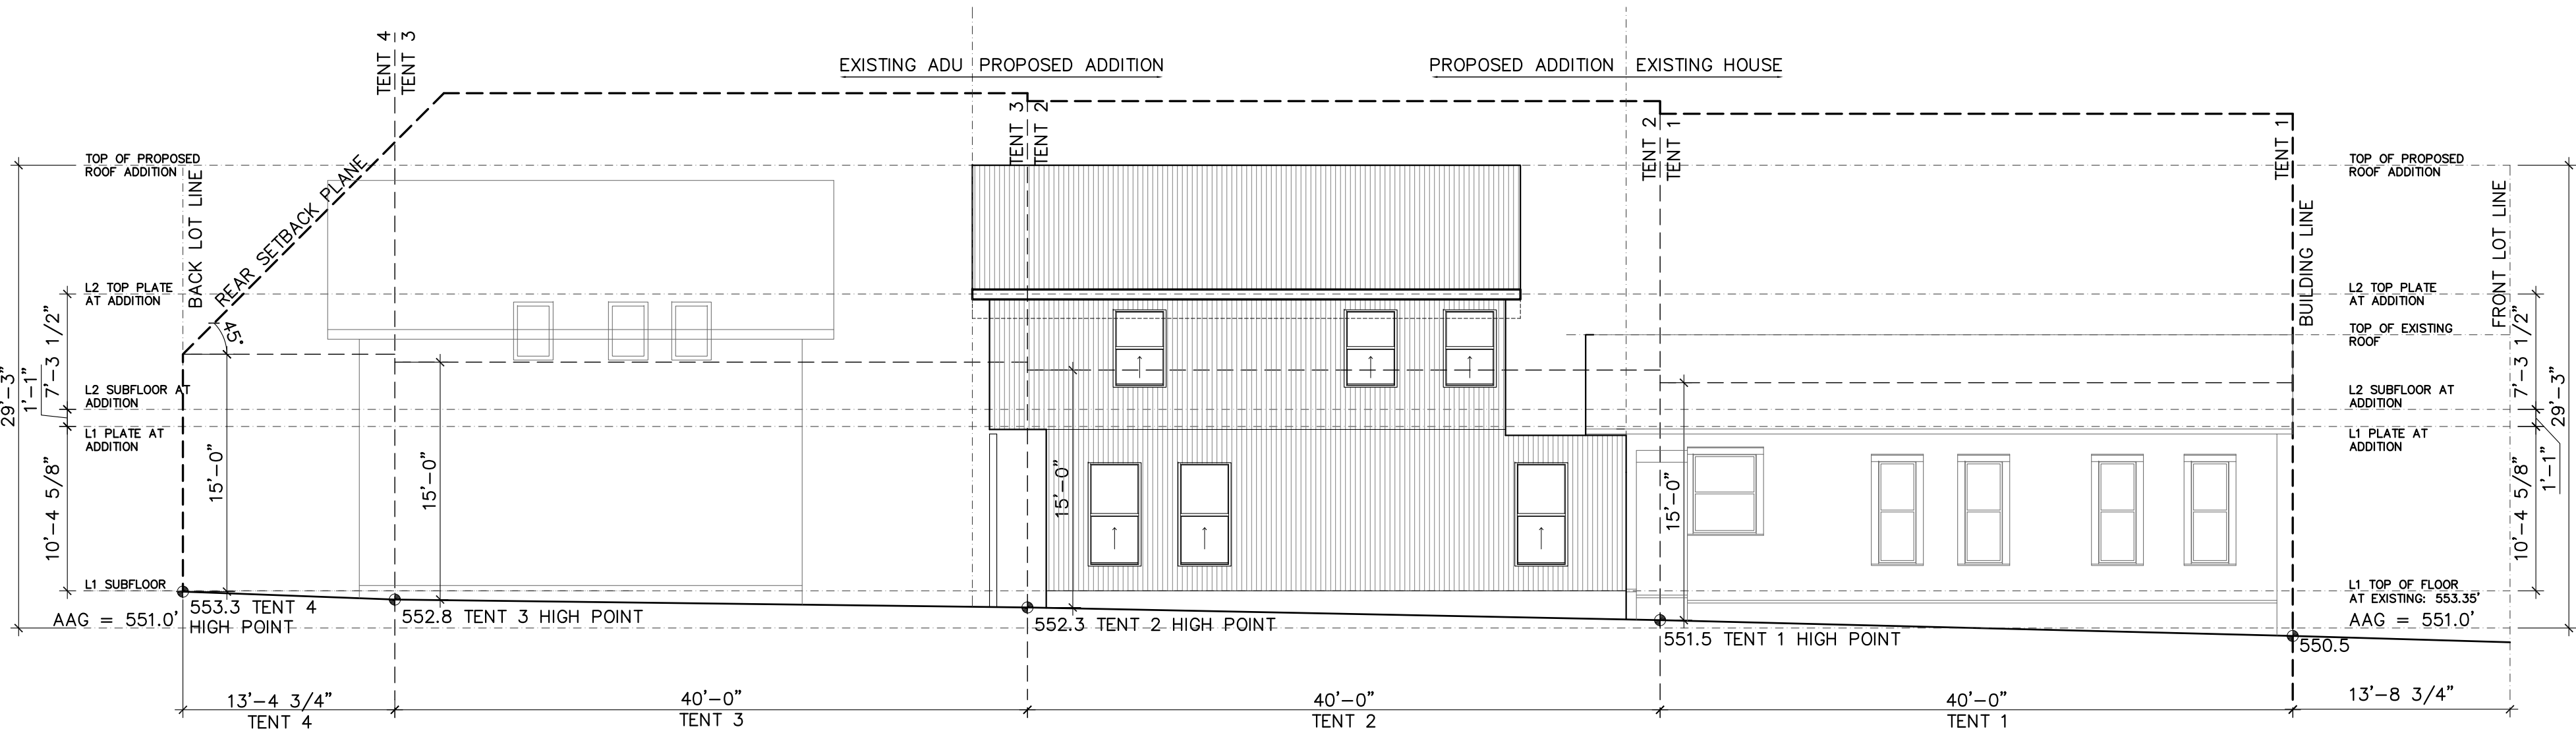 TENT 4
TENT 3
EXISTING ADU
PROPOSED ADDITION
PROPOSED ADDITION
EXISTING HOUSE
TENT 3
TENT 2
TENT 2
TENT 1
TENT 1
TOP OF PROPOSED
ROOF ADDITION
L2 TOP PLATE
AT ADDITION
L2 SUBFLOOR AT
ADDITION
L1 PLATE AT
ADDITION
L1 SUBFLOOR
AAG = 551.0'
29'-3"
1'-1"
7'-3 1/2"
10'-4 5/8"
BACK LOT LINE
REAR SETBACK PLANE
45°
15'-0"
15'-0"
15'-0"
15'-0"
BUILDING LINE
FRONT LOT LINE
TOP OF PROPOSED
ROOF ADDITION
L2 TOP PLATE
AT ADDITION
TOP OF EXISTING
ROOF
L2 SUBFLOOR AT
ADDITION
L1 PLATE AT
ADDITION
L1 TOP OF FLOOR
AT EXISTING: 553.35'
AAG = 551.0'
7'-3 1/2"
10'-4 5/8"
1'-1"
29'-3"
553.3 TENT 4
HIGH POINT
552.8 TENT 3 HIGH POINT
552.3 TENT 2 HIGH POINT
551.5 TENT 1 HIGH POINT
550.5
13'-4 3/4"
TENT 4
40'-0"
TENT 3
40'-0"
TENT 2
40'-0"
TENT 1
13'-8 3/4"